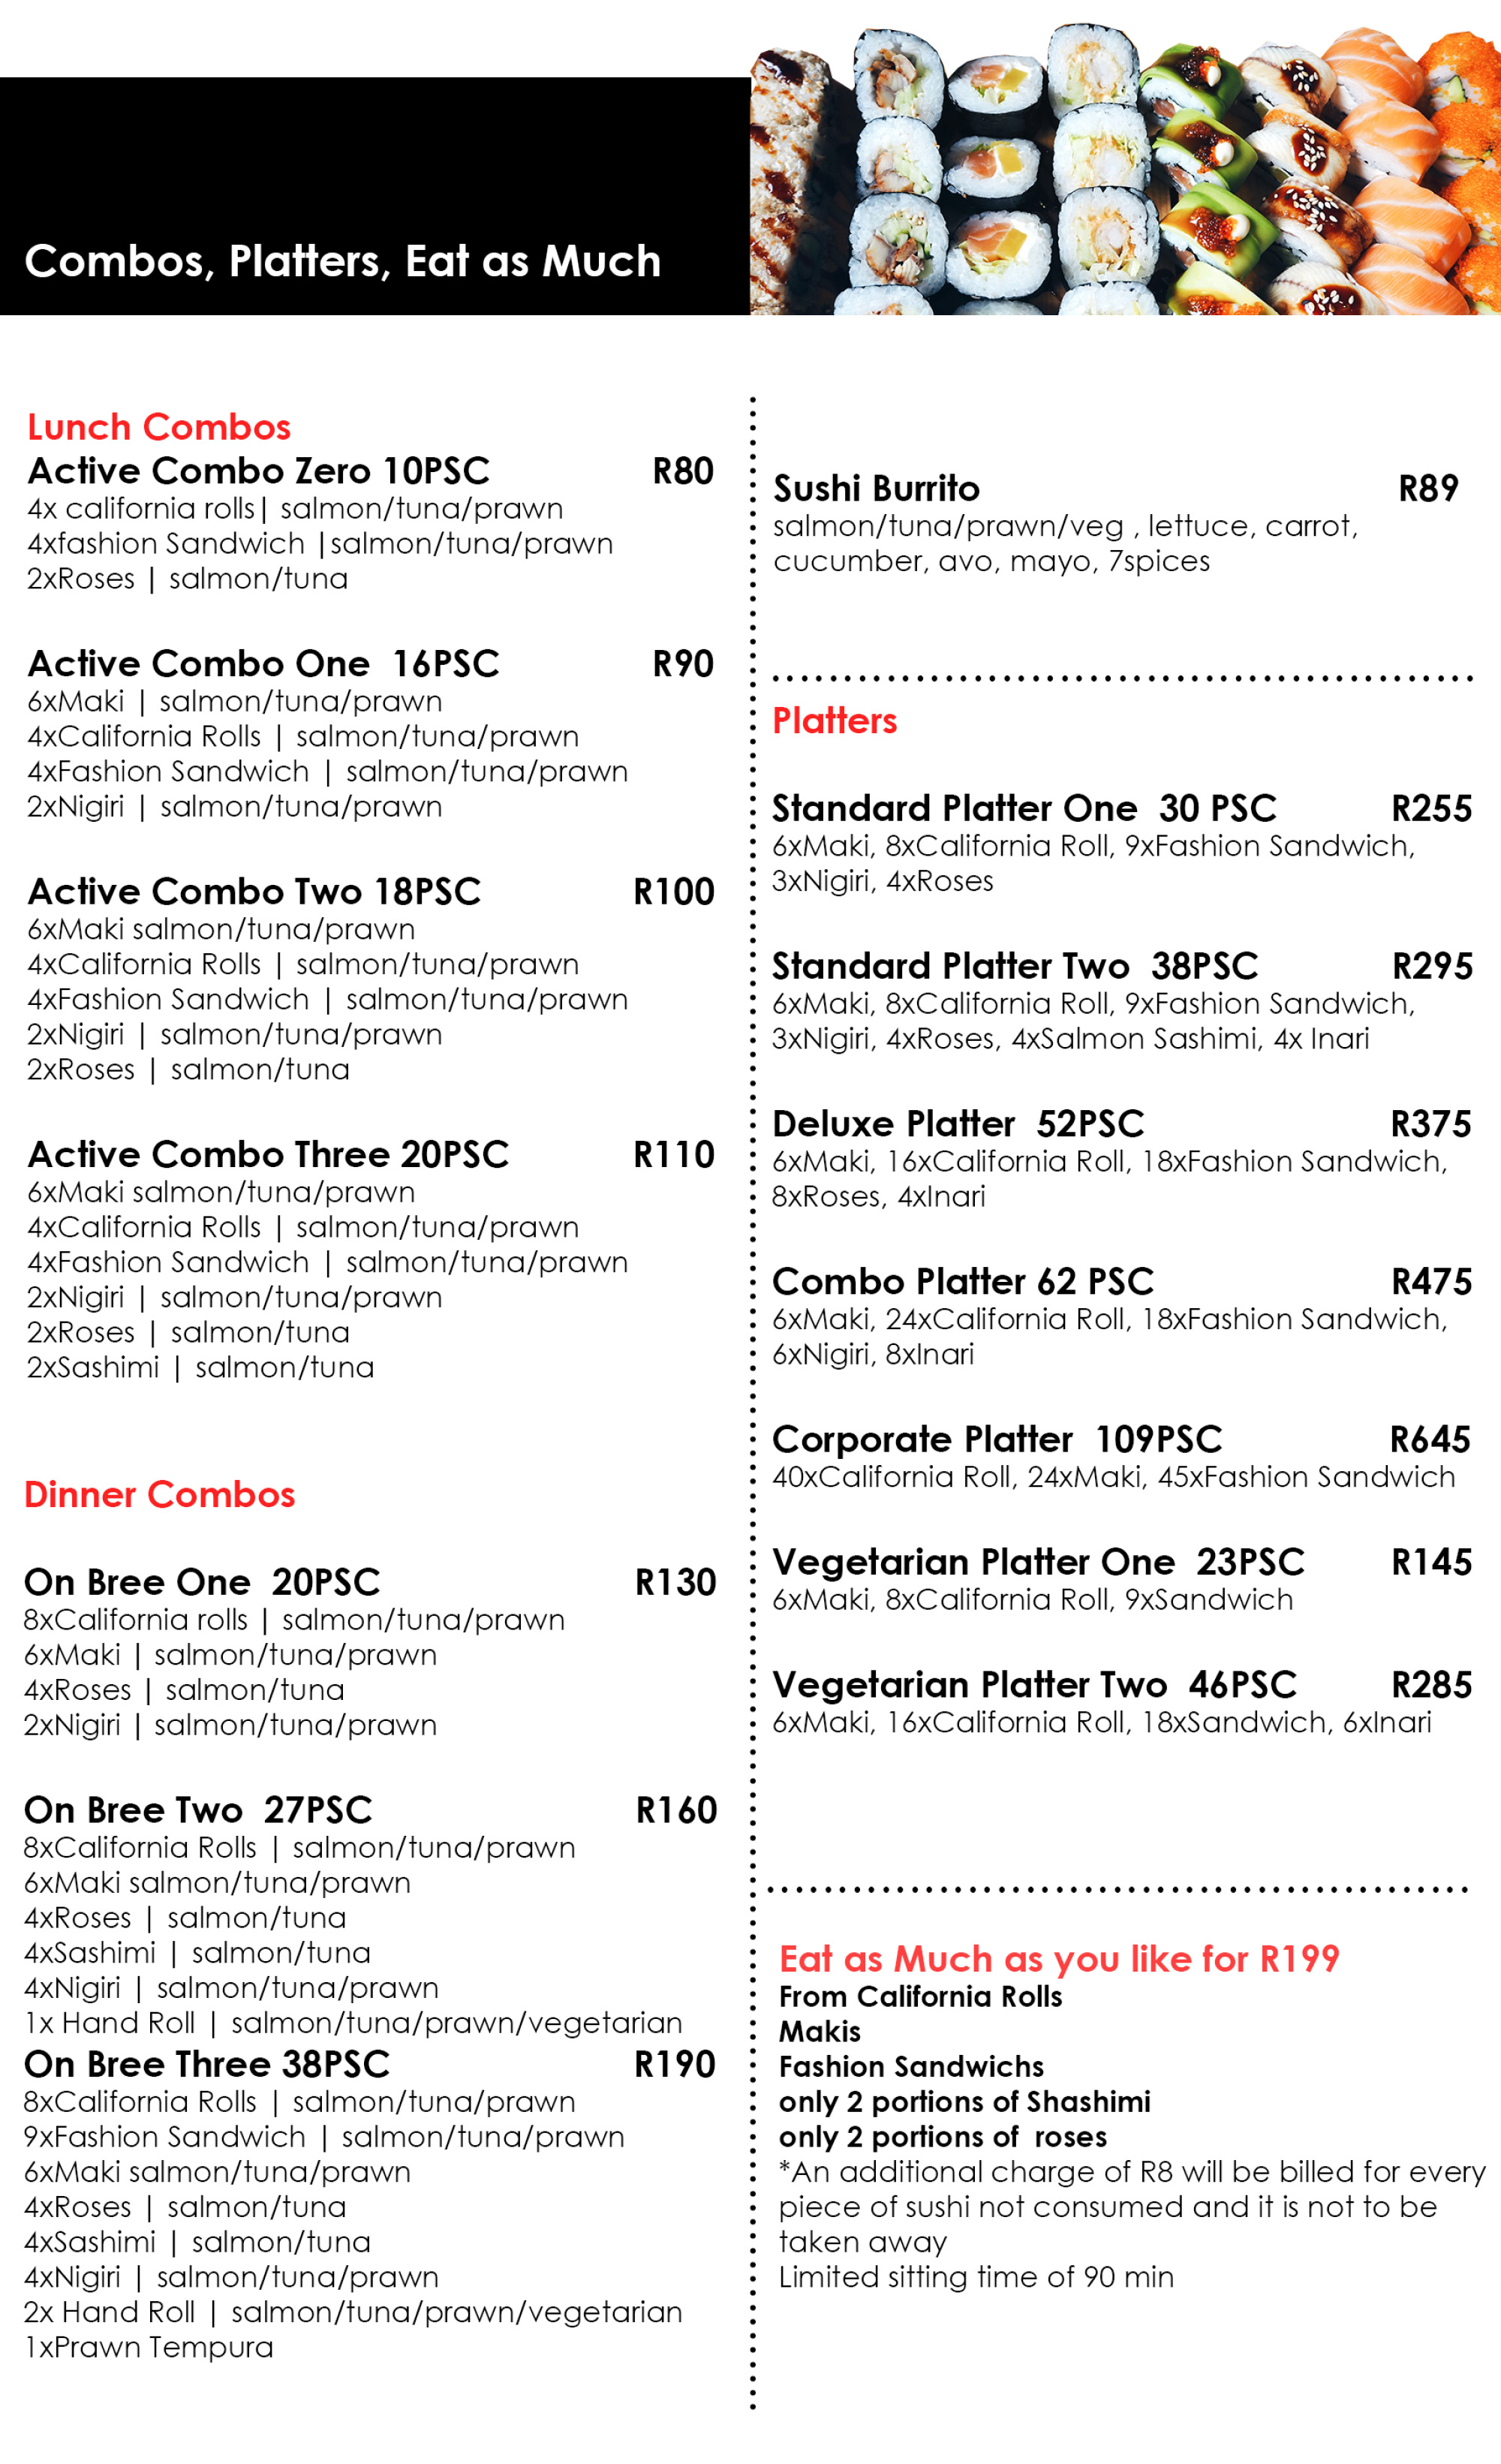 Combos, Platters, Eat as Much
Lunch Combos
Active Combo Zero 10PSC R80
4x california rolls| salmon/tuna/prawn
4xfashion Sandwich |salmon/tuna/prawn
2xRoses | salmon/tuna
Active Combo One 16PSC R90
6xMaki | salmon/tuna/prawn
4xCalifornia Rolls | salmon/tuna/prawn
4xFashion Sandwich | salmon/tuna/prawn
2xNigiri | salmon/tuna/prawn
Active Combo Two 18PSC R100
6xMaki salmon/tuna/prawn
4xCalifornia Rolls | salmon/tuna/prawn
4xFashion Sandwich | salmon/tuna/prawn
2xNigiri | salmon/tuna/prawn
2xRoses | salmon/tuna
Active Combo Three 20PSC R110
6xMaki salmon/tuna/prawn
4xCalifornia Rolls | salmon/tuna/prawn
4xFashion Sandwich | salmon/tuna/prawn
2xNigiri | salmon/tuna/prawn
2xRoses | salmon/tuna
2xSashimi | salmon/tuna
Dinner Combos
On Bree One 20PSC R130
8xCalifornia rolls | salmon/tuna/prawn
6xMaki | salmon/tuna/prawn
4xRoses | salmon/tuna
2xNigiri | salmon/tuna/prawn
On Bree Two 27PSC R160
8xCalifornia Rolls | salmon/tuna/prawn
6xMaki salmon/tuna/prawn
4xRoses | salmon/tuna
4xSashimi | salmon/tuna
4xNigiri | salmon/tuna/prawn
1x Hand Roll | salmon/tuna/prawn/vegetarian
On Bree Three 38PSC R190
8xCalifornia Rolls | salmon/tuna/prawn
9xFashion Sandwich | salmon/tuna/prawn
6xMaki salmon/tuna/prawn
4xRoses | salmon/tuna
4xSashimi | salmon/tuna
4xNigiri | salmon/tuna/prawn
2x Hand Roll | salmon/tuna/prawn/vegetarian
1xPrawn Tempura
Sushi Burrito R89
salmon/tuna/prawn/veg , lettuce, carrot,
cucumber, avo, mayo, 7spices
Platters
Standard Platter One 30 PSC R255
6xMaki, 8xCalifornia Roll, 9xFashion Sandwich,
3xNigiri, 4xRoses
Standard Platter Two 38PSC R295
6xMaki, 8xCalifornia Roll, 9xFashion Sandwich,
3xNigiri, 4xRoses, 4xSalmon Sashimi, 4x Inari
Deluxe Platter 52PSC R375
6xMaki, 16xCalifornia Roll, 18xFashion Sandwich,
8xRoses, 4xInari
Combo Platter 62 PSC R475
6xMaki, 24xCalifornia Roll, 18xFashion Sandwich,
6xNigiri, 8xInari
Corporate Platter 109PSC R645
40xCalifornia Roll, 24xMaki, 45xFashion Sandwich
Vegetarian Platter One 23PSC R145
6xMaki, 8xCalifornia Roll, 9xSandwich
Vegetarian Platter Two 46PSC R285
6xMaki, 16xCalifornia Roll, 18xSandwich, 6xInari
Eat as Much as you like for R199
From California Rolls
Makis
Fashion Sandwichs
only 2 portions of Shashimi
only 2 portions of roses
*An additional charge of R8 will be billed for every
piece of sushi not consumed and it is not to be
taken away
Limited sitting time of 90 min